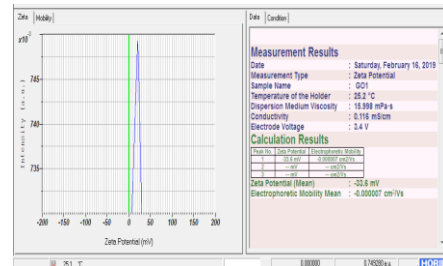 Zeta Mobility
x10⁻³
745-
740-
735-
Intensity (a.u.)
-200 -150 -100 -50 0 50 100 150 200
Zeta Potential (mV)
Data Condition
Measurement Results
Date : Saturday, February 16, 2019
Measurement Type : Zeta Potential
Sample Name : GO1
Temperature of the Holder : 25.2 °C
Dispersion Medium Viscosity : 15.998 mPa·s
Conductivity : 0.116 mS/cm
Electrode Voltage : 3.4 V
Calculation Results
Peak No. Zeta Potential Electrophoretic Mobility
1 -33.6 mV -0.000007 cm2/Vs
2 --- mV --- cm2/Vs
3 --- mV --- cm2/Vs
Zeta Potential (Mean) : -33.6 mV
Electrophoretic Mobility Mean : -0.000007 cm²/Vs
25.1 °C
0.000000